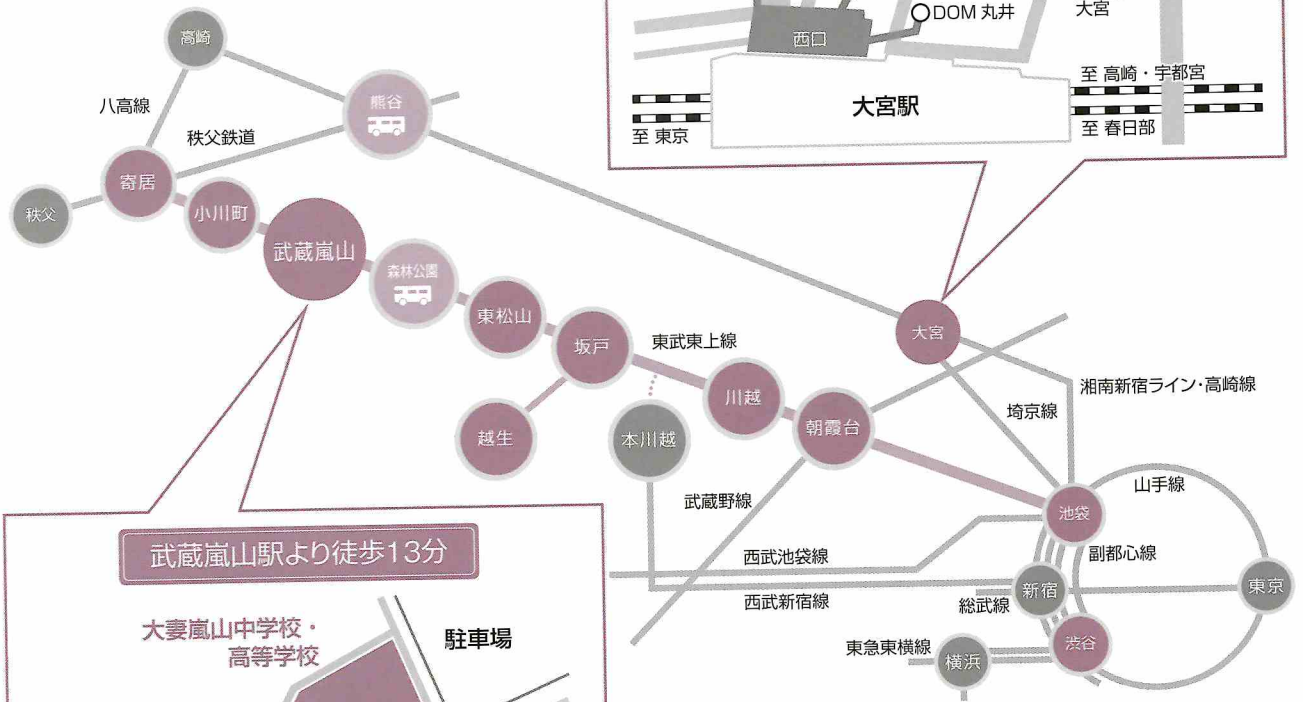 高崎
八高線
秩父鉄道
熊谷
秩父
寄居
小川町
武蔵嵐山
森林公園
東松山
坂戸
越生
東武東上線
本川越
川越
朝霞台
武蔵野線
西武池袋線
西武新宿線
大宮
埼京線
湘南新宿ライン・高崎線
池袋
山手線
副都心線
新宿
総武線
東京
渋谷
東急東横線
横浜
DOM 丸井
大宮
西口
大宮駅
至 高崎・宇都宮
至 春日部
至 東京
武蔵嵐山駅より徒歩13分
大妻嵐山中学校・
高等学校
駐車場